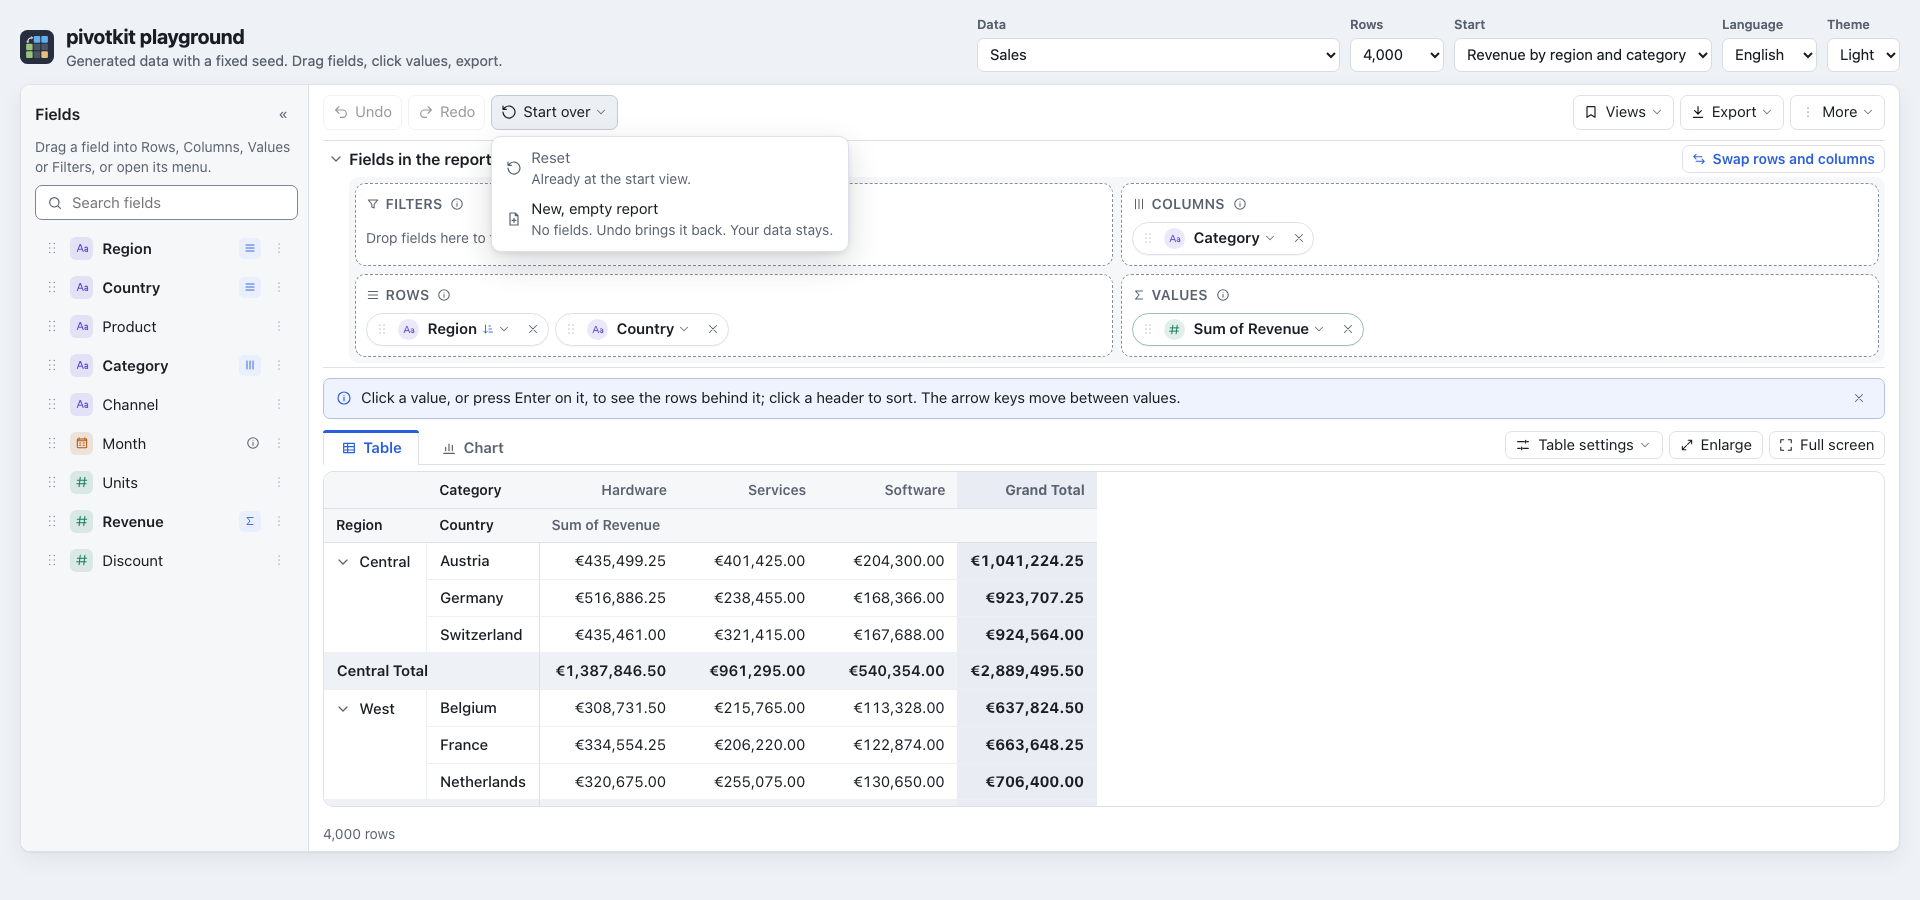 pivotkit playground
Generated data with a fixed seed. Drag fields, click values, export.
Data
Sales
Rows
4,000
Start
Revenue by region and category
Language
English
Theme
Light
Fields
«
Drag a field into Rows, Columns, Values
or Filters, or open its menu.
Search fields
Aa Region
Aa Country
Aa Product
Aa Category
Aa Channel
Month
# Units
# Revenue Σ
# Discount
Undo
Redo
Start over
Views
Export
More
Reset
Already at the start view.
New, empty report
No fields. Undo brings it back. Your data stays.
Fields in the report
Swap rows and columns
FILTERS
Drop fields here to
COLUMNS
Aa Category
ROWS
Aa Region
Aa Country
Σ VALUES
# Sum of Revenue
Click a value, or press Enter on it, to see the rows behind it; click a header to sort. The arrow keys move between values.
Table
Chart
Table settings
Enlarge
Full screen
Category Hardware Services Software Grand Total
Region Country Sum of Revenue
Central Austria €435,499.25 €401,425.00 €204,300.00 €1,041,224.25
Germany €516,886.25 €238,455.00 €168,366.00 €923,707.25
Switzerland €435,461.00 €321,415.00 €167,688.00 €924,564.00
Central Total €1,387,846.50 €961,295.00 €540,354.00 €2,889,495.50
West Belgium €308,731.50 €215,765.00 €113,328.00 €637,824.50
France €334,554.25 €206,220.00 €122,874.00 €663,648.25
Netherlands €320,675.00 €255,075.00 €130,650.00 €706,400.00
4,000 rows